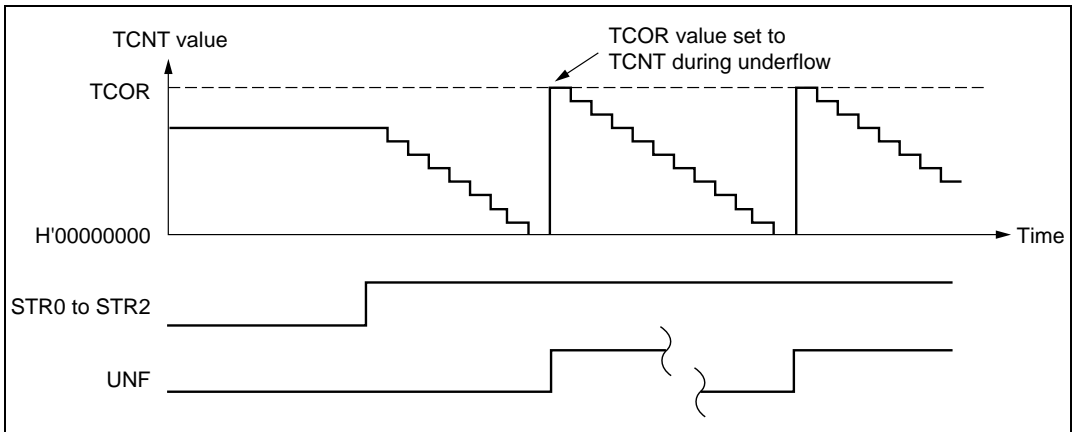 TCNT value
TCOR value set to
TCNT during underflow
TCOR
H'00000000
Time
STR0 to STR2
UNF